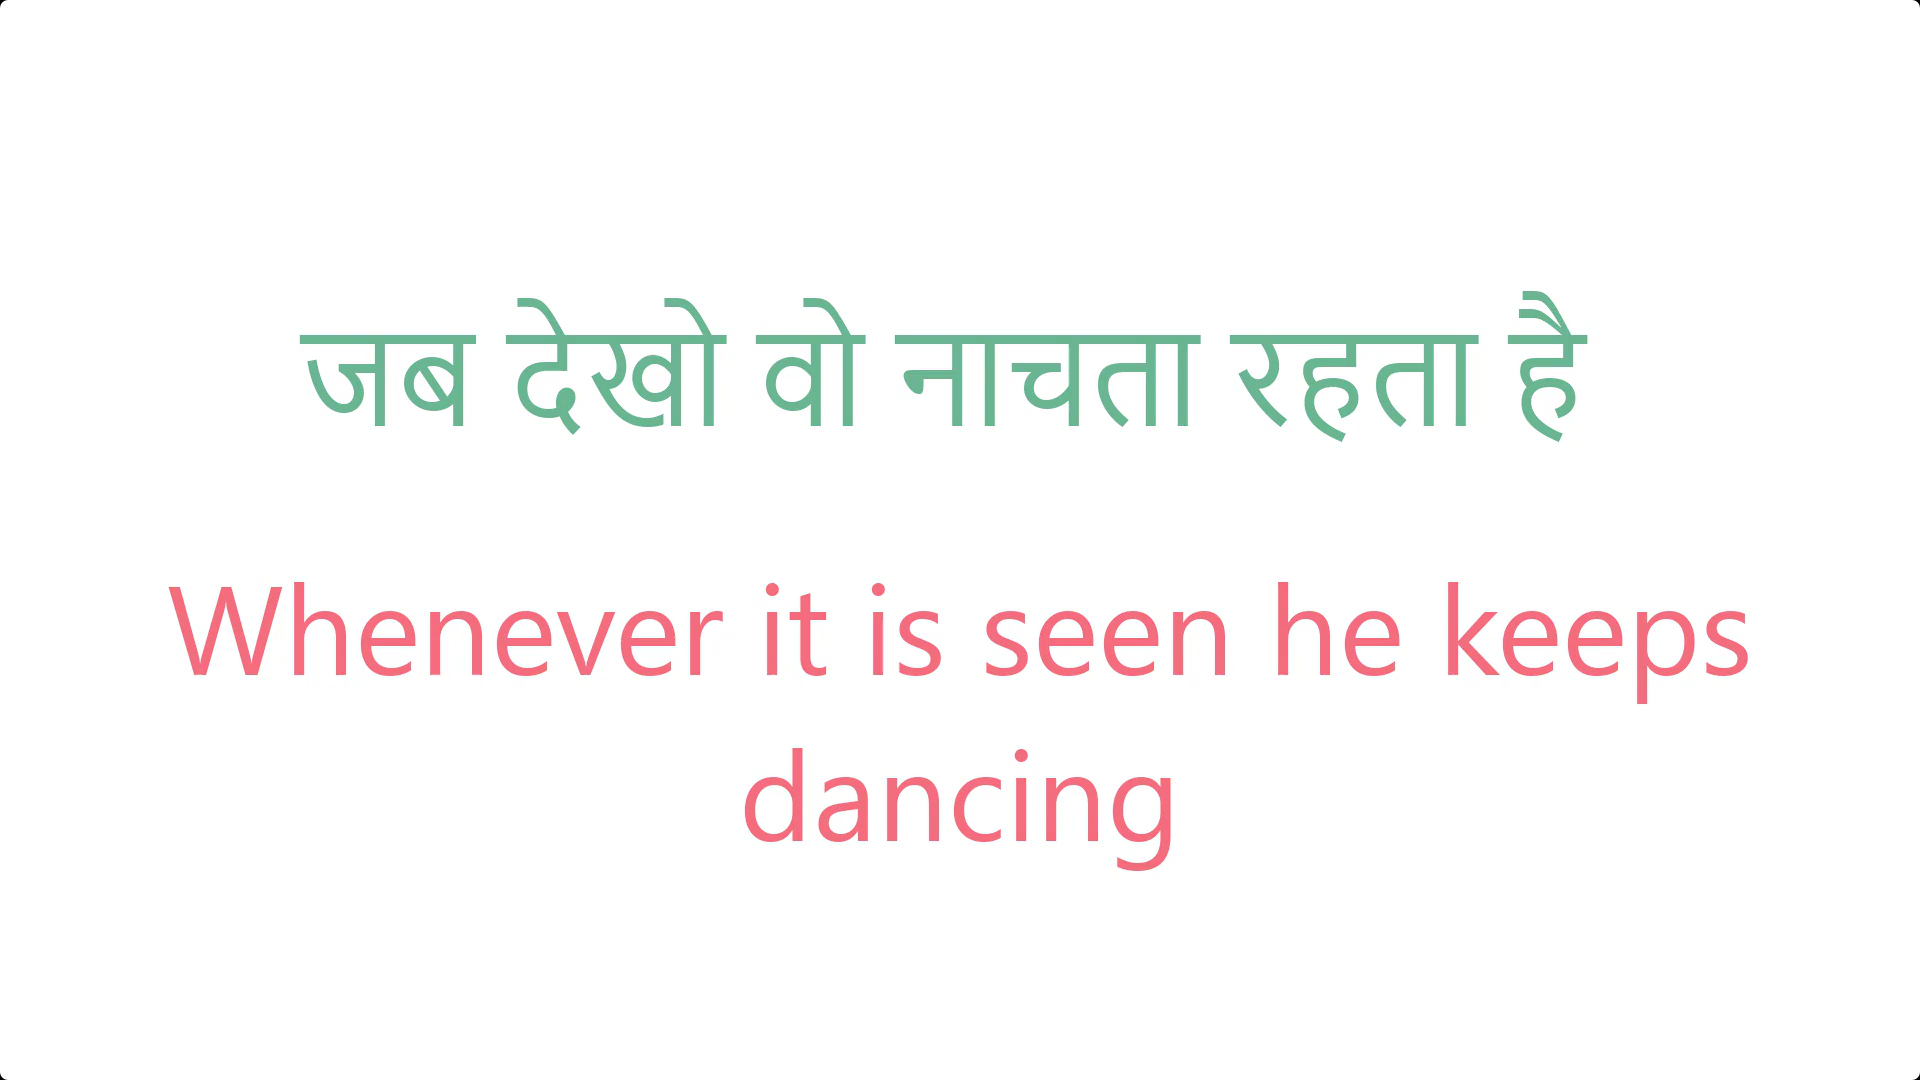 जब देखो वो नाचता रहता है
Whenever it is seen he keeps
dancing